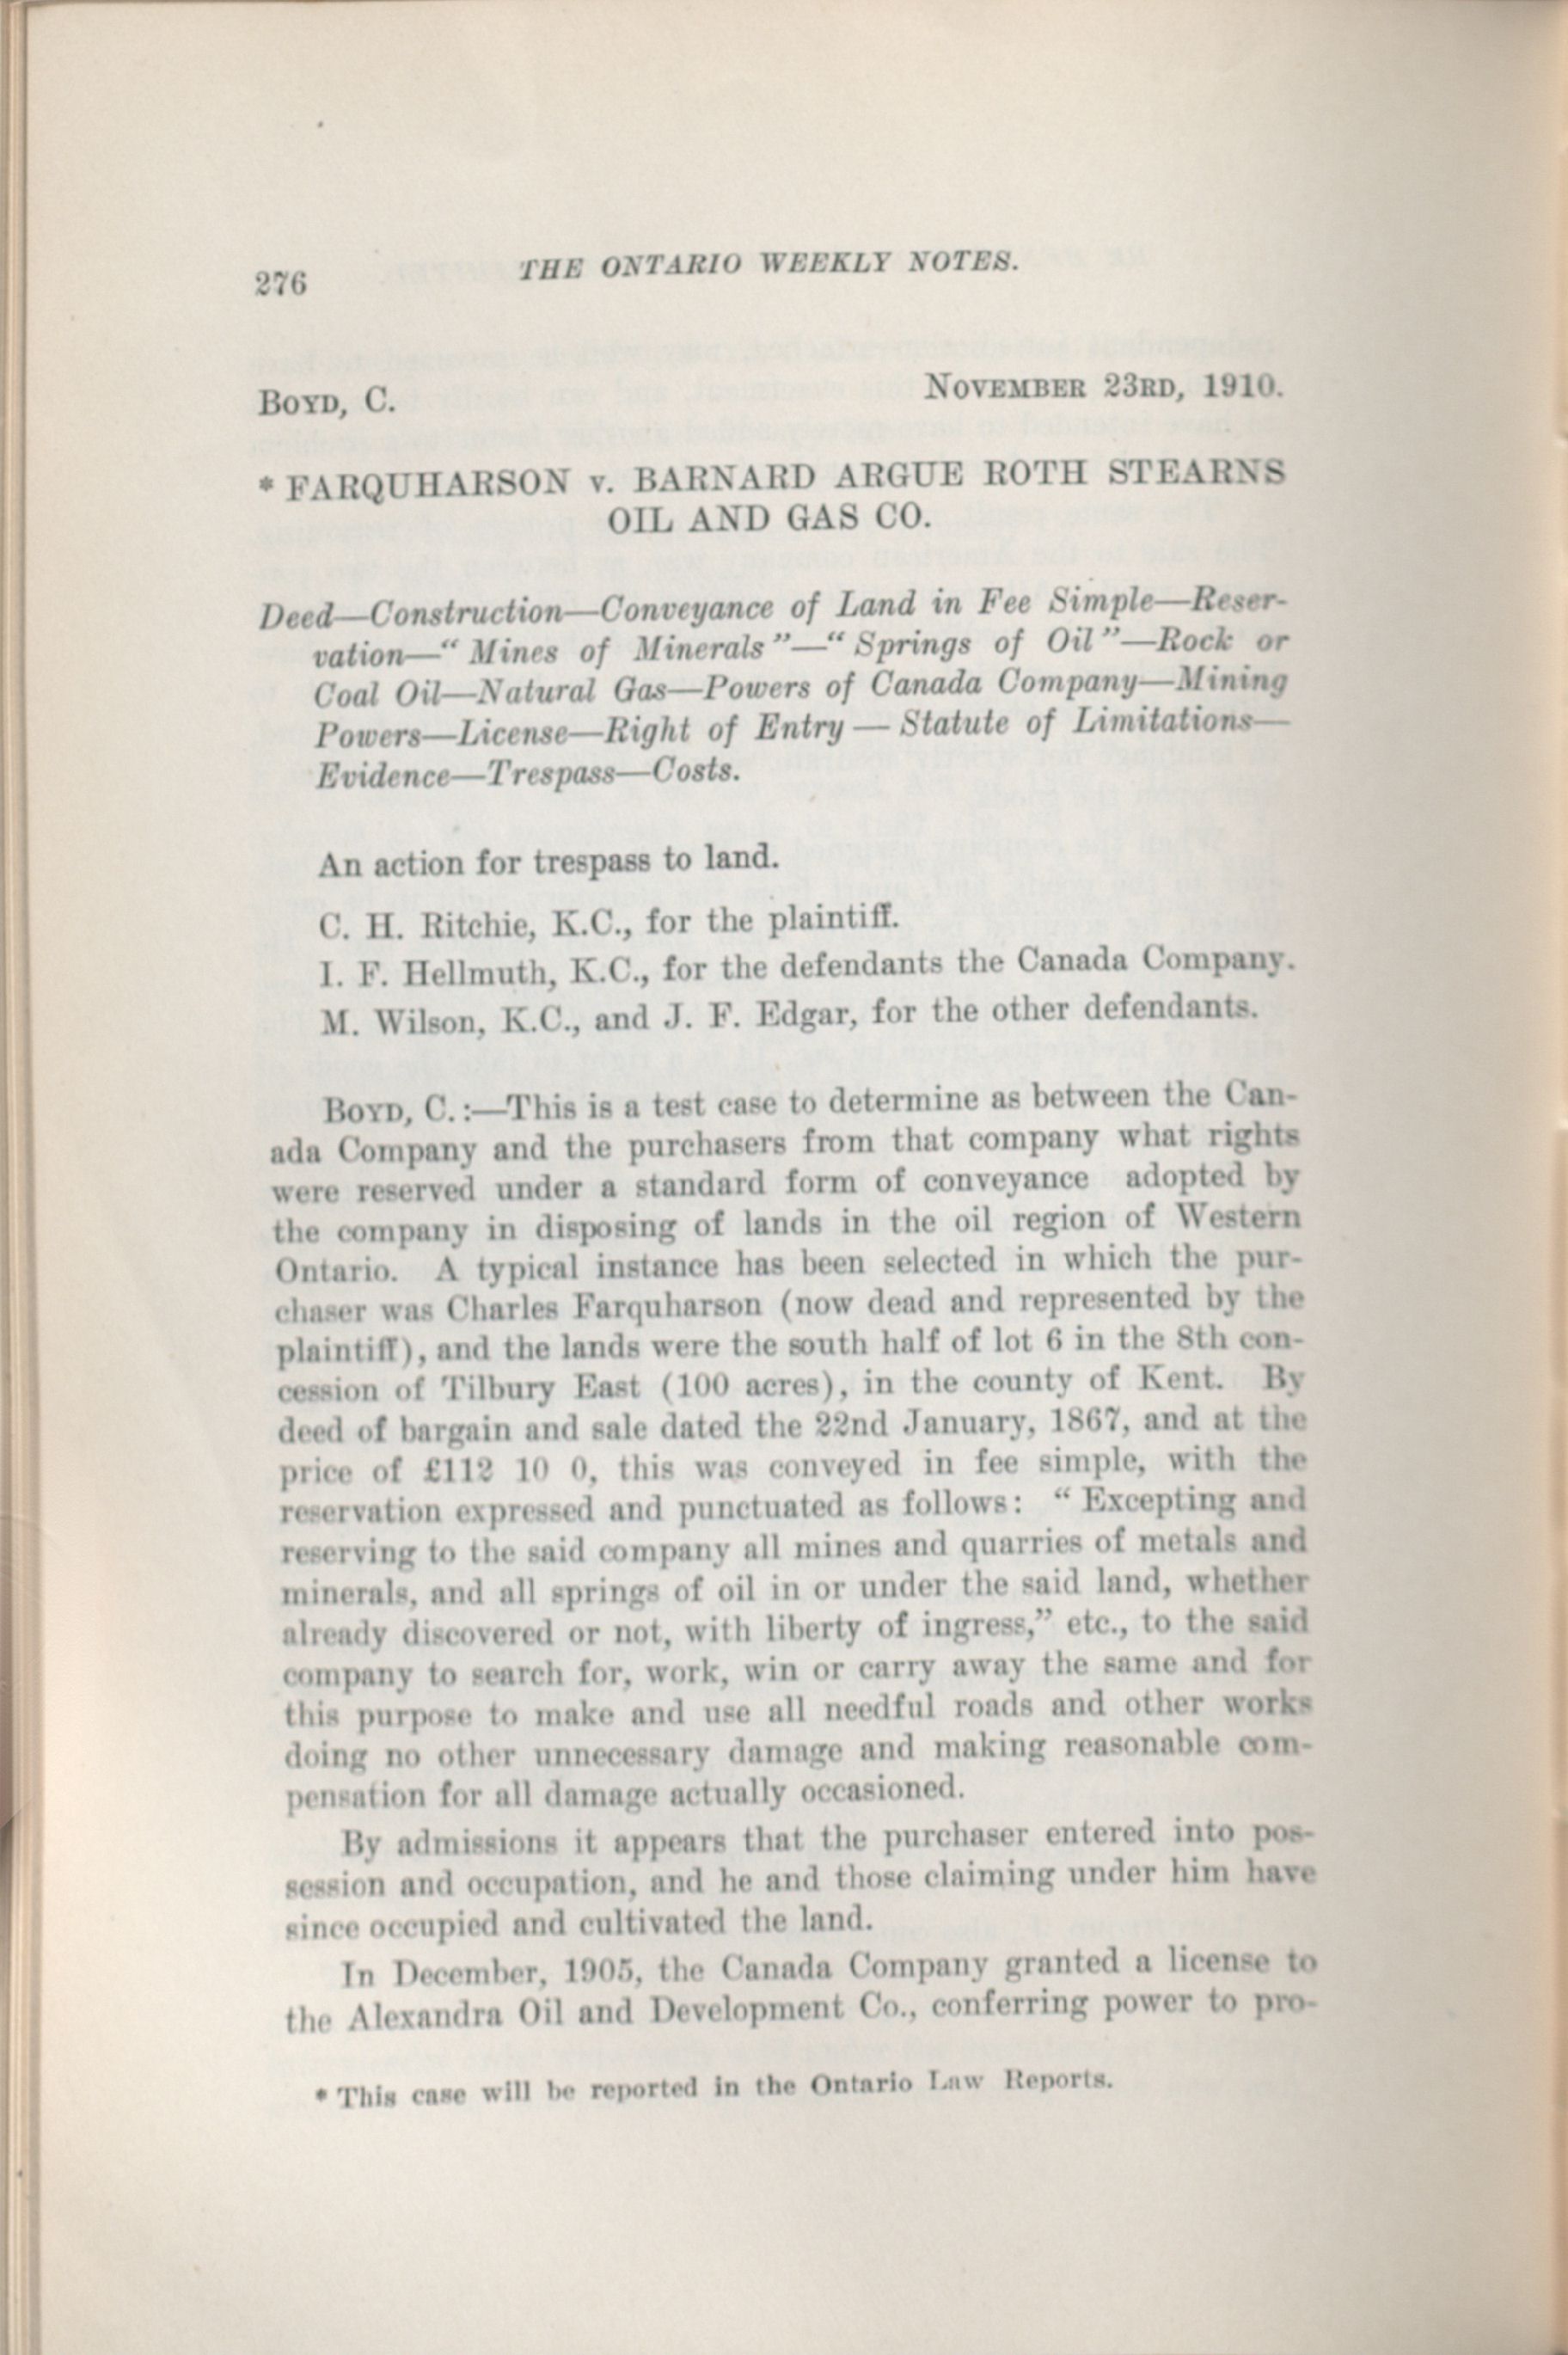 276
THE ONTARIO WEEKLY NOTES.
BOYD, C.
NOVEMBER 23RD, 1910.
* FARQUHARSON v. BARNARD ARGUE ROTH STEARNS
OIL AND GAS CO.
Deed—Construction—Conveyance of Land in Fee Simple—Reser-
vation—“ Mines of Minerals ”—“ Springs of Oil ”—Rock or
Coal Oil—Natural Gas—Powers of Canada Company—Mining
Powers—License—Right of Entry — Statute of Limitations—
Evidence—Trespass—Costs.
An action for trespass to land.
C. H. Ritchie, K.C., for the plaintiff.
I. F. Hellmuth, K.C., for the defendants the Canada Company.
M. Wilson, K.C., and J. F. Edgar, for the other defendants.
BOYD, C. :—This is a test case to determine as between the Can-
ada Company and the purchasers from that company what rights
were reserved under a standard form of conveyance adopted by
the company in disposing of lands in the oil region of Western
Ontario. A typical instance has been selected in which the pur-
chaser was Charles Farquharson (now dead and represented by the
plaintiff), and the lands were the south half of lot 6 in the 8th con-
cession of Tilbury East (100 acres), in the county of Kent. By
deed of bargain and sale dated the 22nd January, 1867, and at the
price of £112 10 0, this was conveyed in fee simple, with the
reservation expressed and punctuated as follows: “ Excepting and
reserving to the said company all mines and quarries of metals and
minerals, and all springs of oil in or under the said land, whether
already discovered or not, with liberty of ingress,” etc., to the said
company to search for, work, win or carry away the same and for
this purpose to make and use all needful roads and other works
doing no other unnecessary damage and making reasonable com-
pensation for all damage actually occasioned.
By admissions it appears that the purchaser entered into pos-
session and occupation, and he and those claiming under him have
since occupied and cultivated the land.
In December, 1905, the Canada Company granted a license to
the Alexandra Oil and Development Co., conferring power to pro-
* This case will be reported in the Ontario Law Reports.